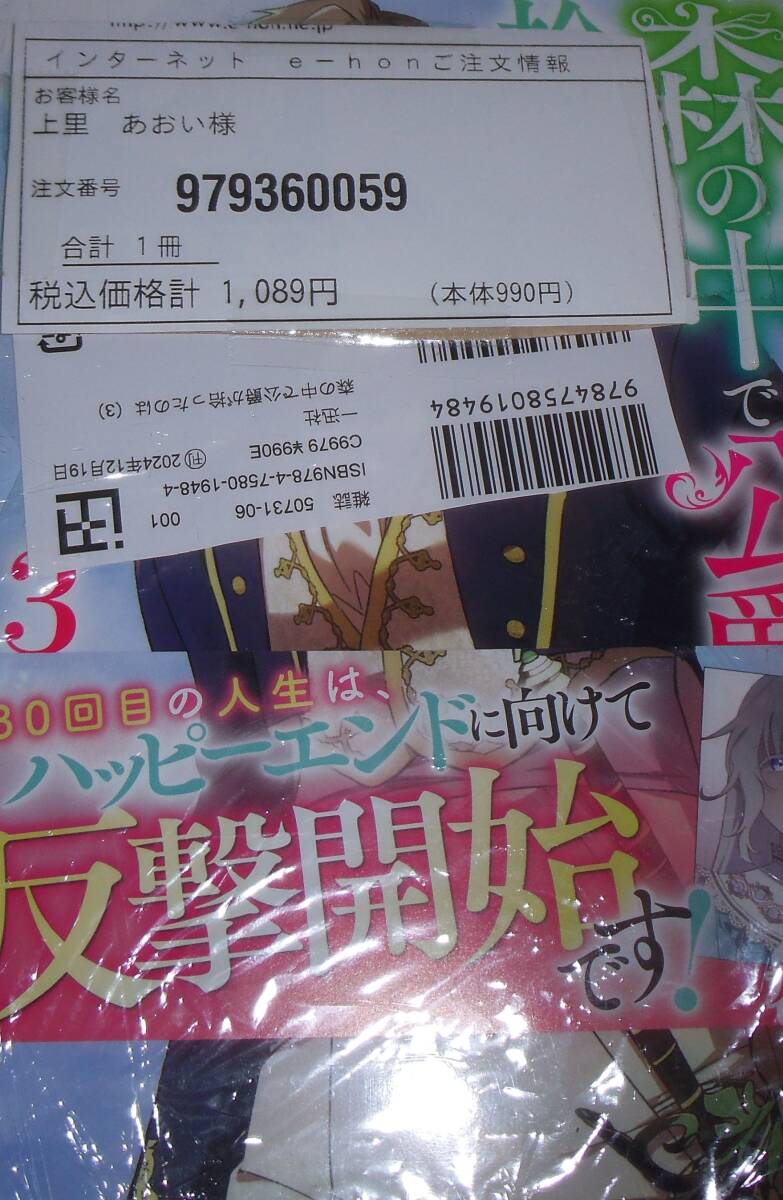 http://www.e-hon.ne.jp
インターネット e－honご注文情報
お客様名
上里 あおい様
注文番号 979360059
合計 1冊
税込価格計 1,089円 (本体990円)
森の中で
9784758019484
森の中で公爵が拾ったのは (3)
一迅社
C9979 ¥990E
ISBN978-4-7580-1948-4
刊 2024年12月19日
雑誌 50731-06
001
3
30回目の人生は、
ハッピーエンドに向けて
反撃開始
です!